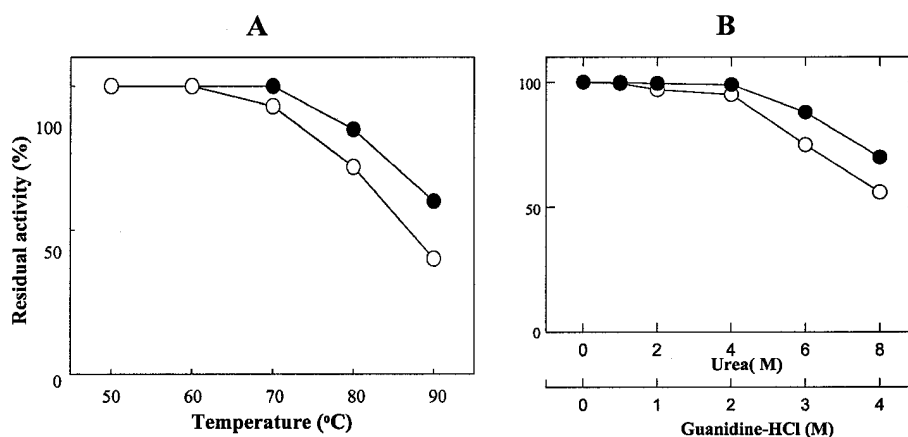 A
B
Residual activity (%)
100
50
0
50 60 70 80 90
Temperature (ºC)
100
50
0
0 2 4 6 8
Urea( M)
0 1 2 3 4
Guanidine-HCl (M)